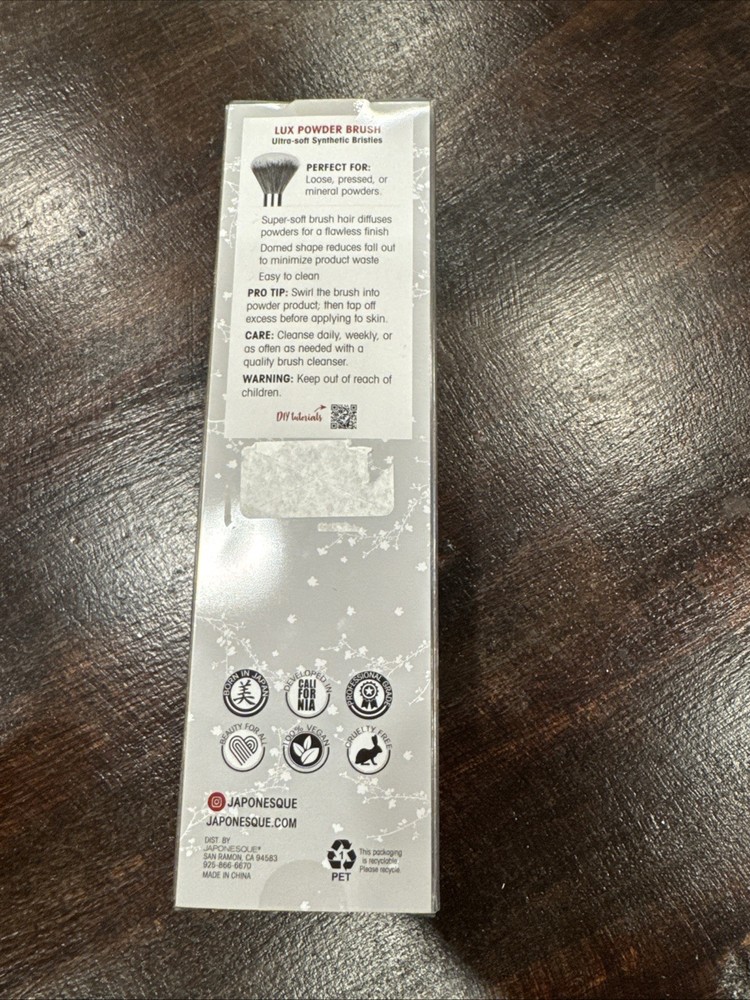 LUX POWDER BRUSH
Ultra-soft Synthetic Bristles
PERFECT FOR:
Loose, pressed, or
mineral powders.
Super-soft brush hair diffuses
powders for a flawless finish
Domed shape reduces fall out
to minimize product waste
Easy to clean
PRO TIP: Swirl the brush into
powder product; then tap off
excess before applying to skin.
CARE: Cleanse daily, weekly, or
as often as needed with a
quality brush cleanser.
WARNING: Keep out of reach of
children.
DIY tutorials
BORN IN JAPAN
美
DEVELOPED IN
CALI
FOR
NIA
PROFESSIONAL GRADE
BEAUTY FOR ALL
100% VEGAN
CRUELTY FREE
JAPONESQUE
JAPONESQUE.COM
DIST. BY
JAPONESQUE®
SAN RAMON, CA 94583
925-866-6670
MADE IN CHINA
1
PET
This packaging
is recyclable.
Please recycle.